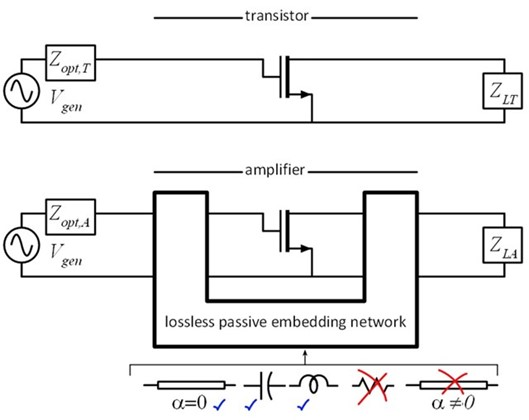 transistor
Z_opt,T
V_gen
Z_LT
amplifier
Z_opt,A
V_gen
Z_LA
lossless passive embedding network
α=0
α≠0